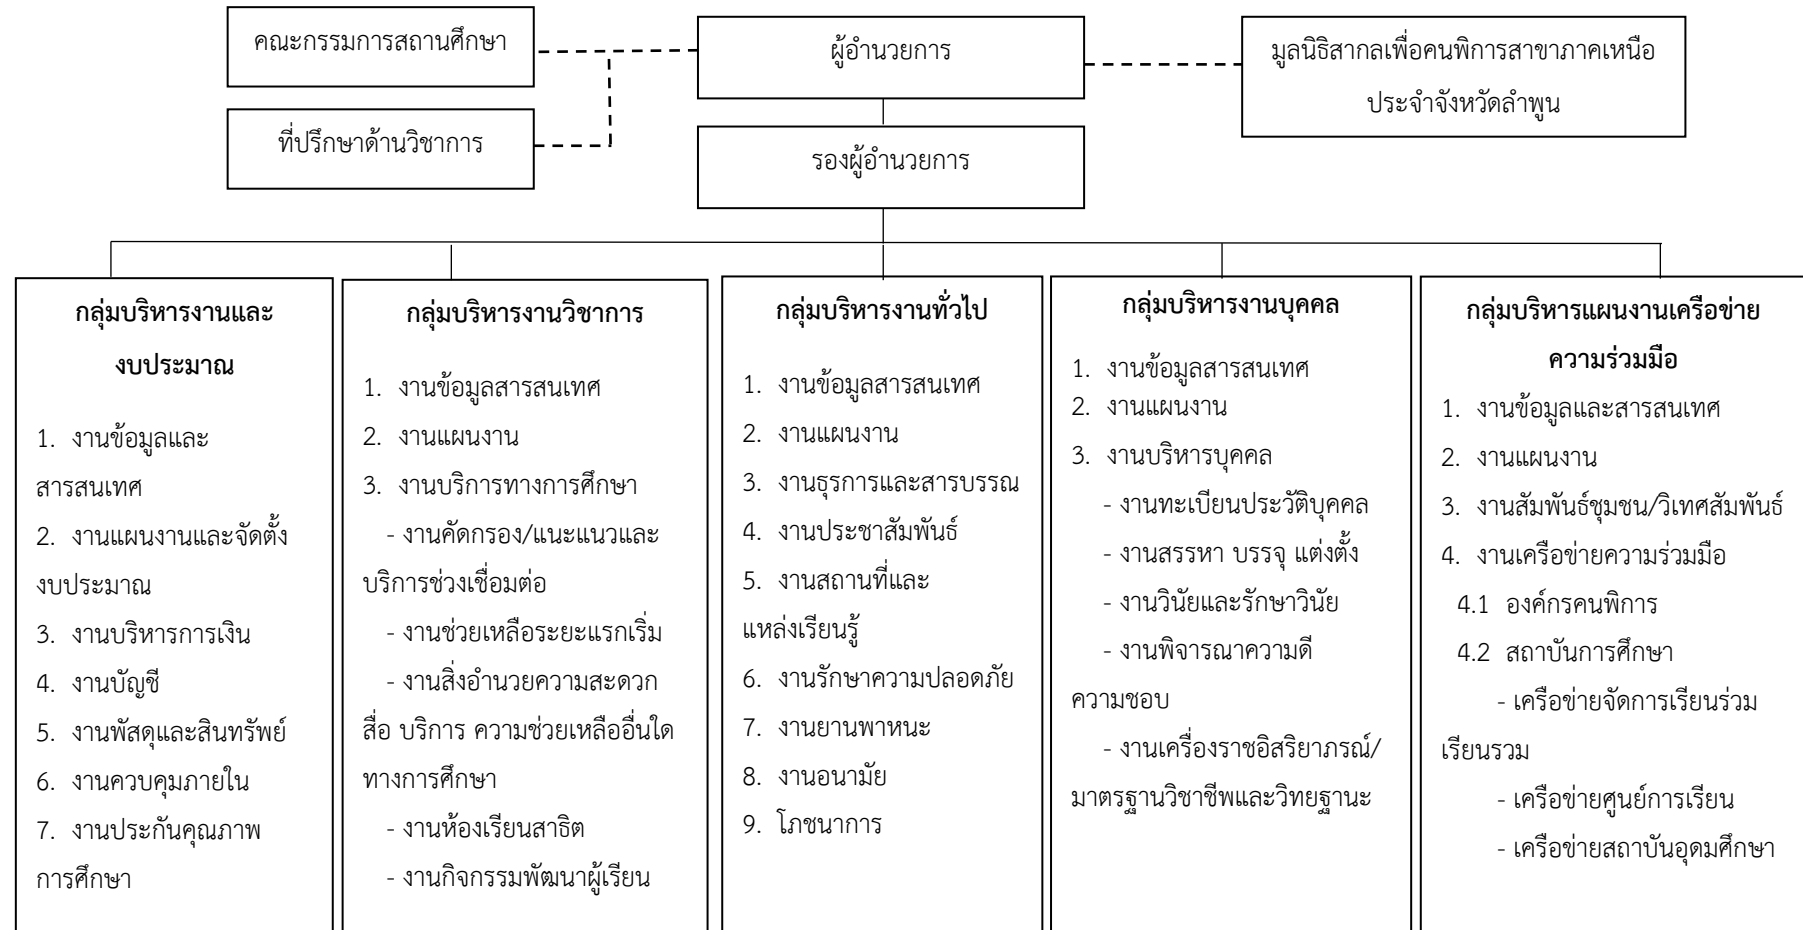 คณะกรรมการสถานศึกษา
ผู้อำนวยการ
มูลนิธิสากลเพื่อคนพิการสาขาภาคเหนือ
ประจำจังหวัดลำพูน
ที่ปรึกษาด้านวิชาการ
รองผู้อำนวยการ
กลุ่มบริหารงานและ
งบประมาณ
1. งานข้อมูลและ
สารสนเทศ
2. งานแผนงานและจัดตั้ง
งบประมาณ
3. งานบริหารการเงิน
4. งานบัญชี
5. งานพัสดุและสินทรัพย์
6. งานควบคุมภายใน
7. งานประกันคุณภาพ
การศึกษา
กลุ่มบริหารงานวิชาการ
1. งานข้อมูลสารสนเทศ
2. งานแผนงาน
3. งานบริการทางการศึกษา
- งานคัดกรอง/แนะแนวและ
บริการช่วงเชื่อมต่อ
- งานช่วยเหลือระยะแรกเริ่ม
- งานสิ่งอำนวยความสะดวก
สื่อ บริการ ความช่วยเหลืออื่นใด
ทางการศึกษา
- งานห้องเรียนสาธิต
- งานกิจกรรมพัฒนาผู้เรียน
กลุ่มบริหารงานทั่วไป
1. งานข้อมูลสารสนเทศ
2. งานแผนงาน
3. งานธุรการและสารบรรณ
4. งานประชาสัมพันธ์
5. งานสถานที่และ
แหล่งเรียนรู้
6. งานรักษาความปลอดภัย
7. งานยานพาหนะ
8. งานอนามัย
9. โภชนาการ
กลุ่มบริหารงานบุคคล
1. งานข้อมูลสารสนเทศ
2. งานแผนงาน
3. งานบริหารบุคคล
- งานทะเบียนประวัติบุคคล
- งานสรรหา บรรจุ แต่งตั้ง
- งานวินัยและรักษาวินัย
- งานพิจารณาความดี
ความชอบ
- งานเครื่องราชอิสริยาภรณ์/
มาตรฐานวิชาชีพและวิทยฐานะ
กลุ่มบริหารแผนงานเครือข่าย
ความร่วมมือ
1. งานข้อมูลและสารสนเทศ
2. งานแผนงาน
3. งานสัมพันธ์ชุมชน/วิเทศสัมพันธ์
4. งานเครือข่ายความร่วมมือ
4.1 องค์กรคนพิการ
4.2 สถาบันการศึกษา
- เครือข่ายจัดการเรียนร่วม
เรียนรวม
- เครือข่ายศูนย์การเรียน
- เครือข่ายสถาบันอุดมศึกษา